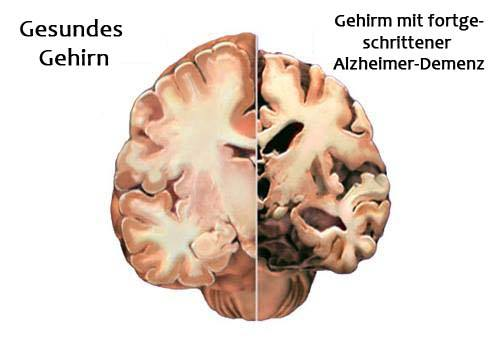 Gesundes
Gehirn
Gehirm mit fortge-
schrittener
Alzheimer-Demenz